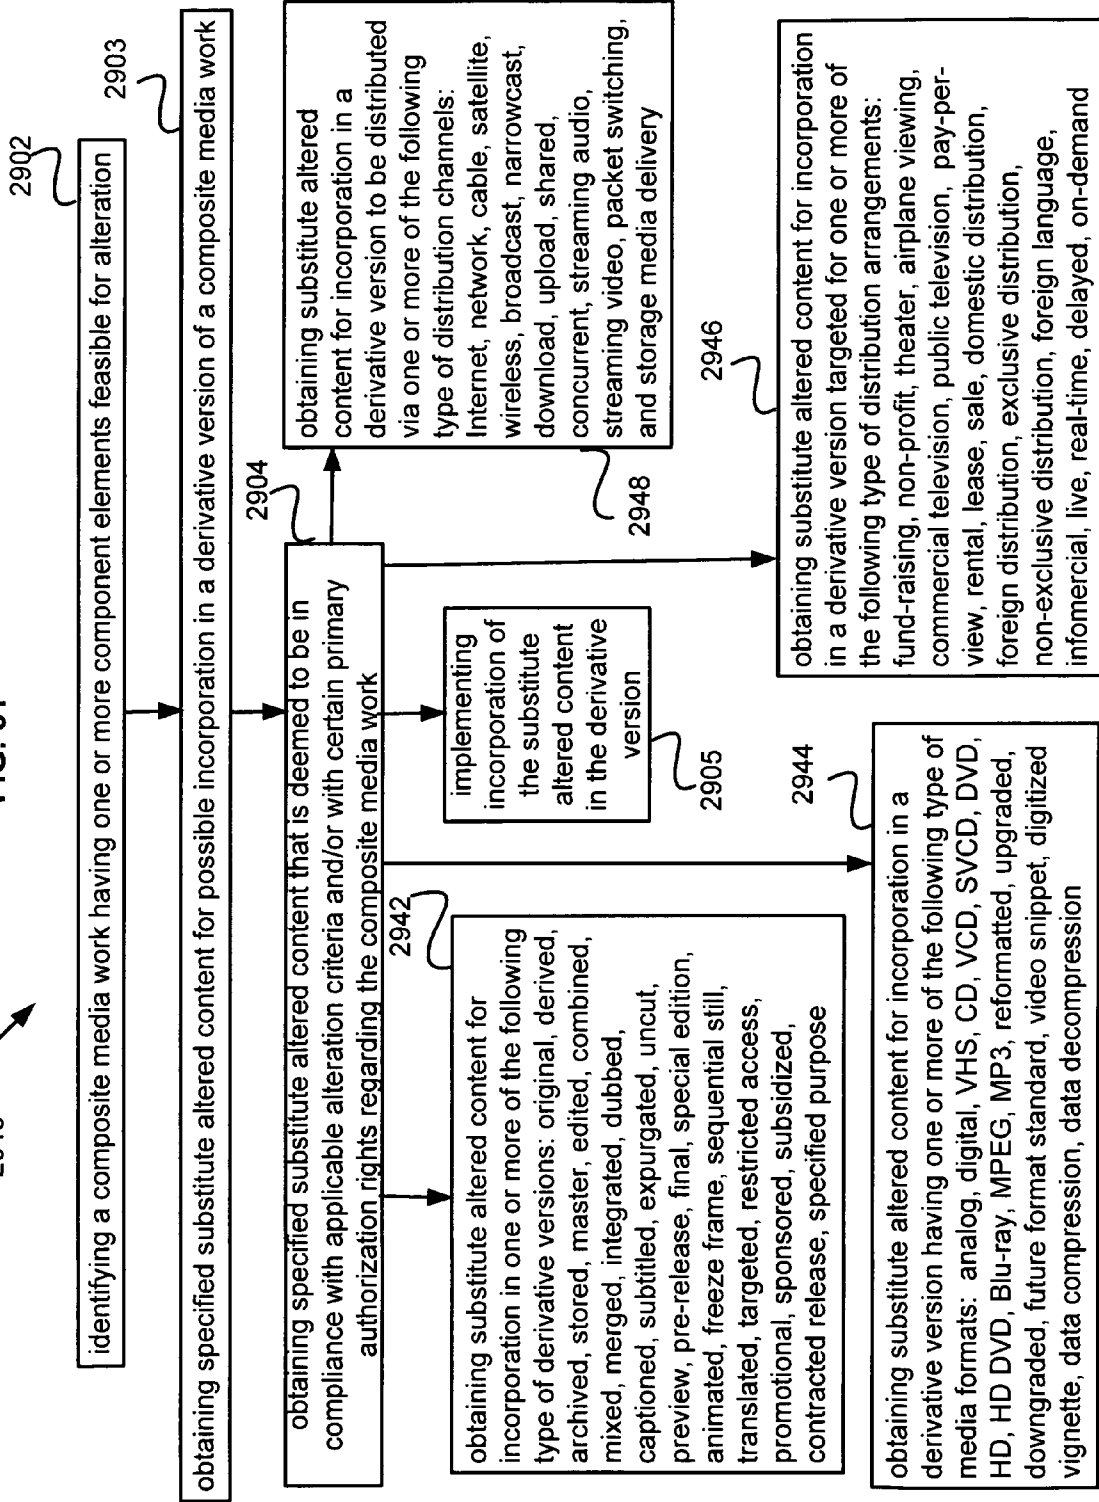 2902
identifying a composite media work having one or more component elements feasible for alteration
2903
obtaining specified substitute altered content for possible incorporation in a derivative version of a composite media work
2904
obtaining specified substitute altered content that is deemed to be in
compliance with applicable alteration criteria and/or with certain primary
authorization rights regarding the composite media work
obtaining substitute altered
content for incorporation in a
derivative version to be distributed
via one or more of the following
type of distribution channels:
Internet, network, cable, satellite,
wireless, broadcast, narrowcast,
download, upload, shared,
concurrent, streaming audio,
streaming video, packet switching,
and storage media delivery
2948
2942
obtaining substitute altered content for
incorporation in one or more of the following
type of derivative versions: original, derived,
archived, stored, master, edited, combined,
mixed, merged, integrated, dubbed,
captioned, subtitled, expurgated, uncut,
preview, pre-release, final, special edition,
animated, freeze frame, sequential still,
translated, targeted, restricted access,
promotional, sponsored, subsidized,
contracted release, specified purpose
implementing
incorporation of
the substitute
altered content
in the derivative
version
2905
2946
obtaining substitute altered content for incorporation
in a derivative version targeted for one or more of
the following type of distribution arrangements:
fund-raising, non-profit, theater, airplane viewing,
commercial television, public television, pay-per-
view, rental, lease, sale, domestic distribution,
foreign distribution, exclusive distribution,
non-exclusive distribution, foreign language,
infomercial, live, real-time, delayed, on-demand
2944
obtaining substitute altered content for incorporation in a
derivative version having one or more of the following type of
media formats: analog, digital, VHS, CD, VCD, SVCD, DVD,
HD, HD DVD, Blu-ray, MPEG, MP3, reformatted, upgraded,
downgraded, future format standard, video snippet, digitized
vignette, data compression, data decompression